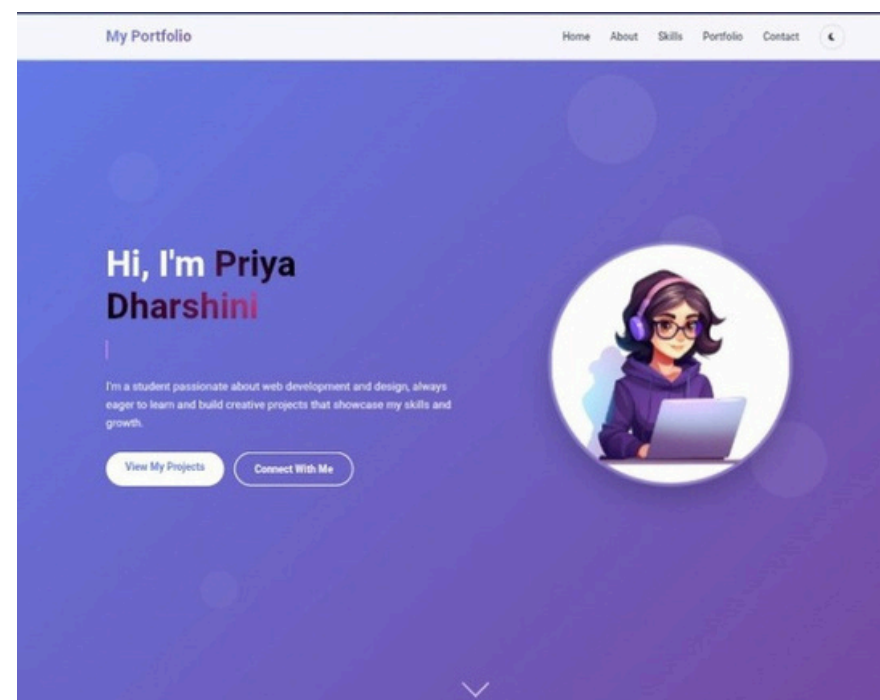 My Portfolio
Home About Skills Portfolio Contact
Hi, I'm Priya
Dharshini
I'm a student passionate about web development and design, always
eager to learn and build creative projects that showcase my skills and
growth.
View My Projects Connect With Me